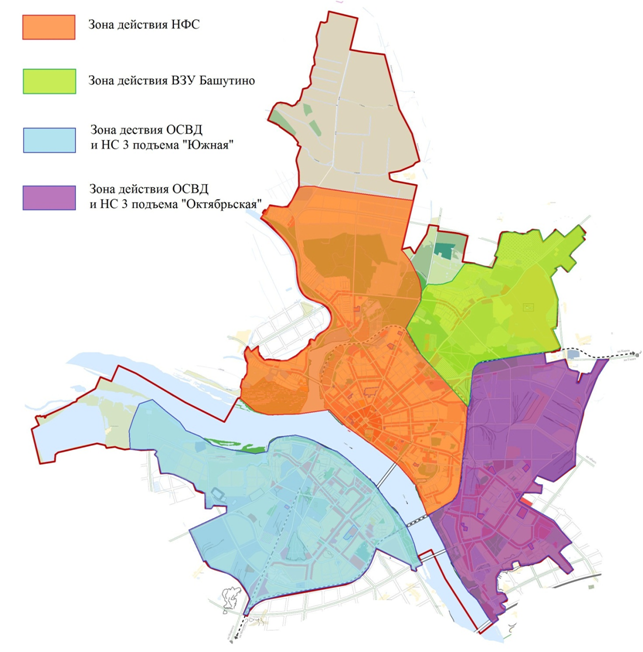 Зона действия НФС
Зона действия ВЗУ Башутино
Зона дествия ОСВД
и НС 3 подъема "Южная"
Зона действия ОСВД
и НС 3 подъема "Октябрьская"